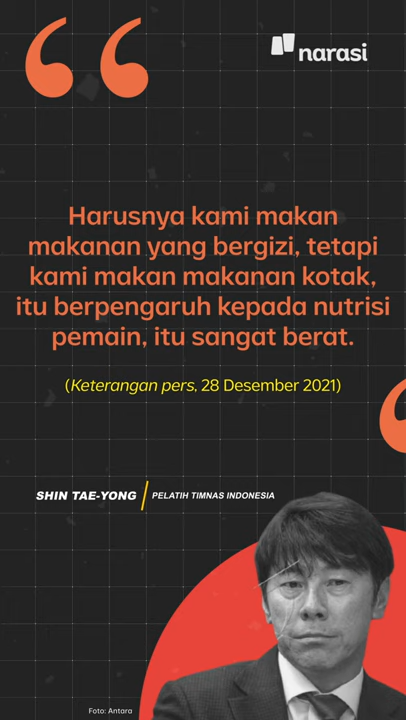 narasi
Harusnya kami makan
makanan yang bergizi, tetapi
kami makan makanan kotak,
itu berpengaruh kepada nutrisi
pemain, itu sangat berat.
(Keterangan pers, 28 Desember 2021)
SHIN TAE-YONG / PELATIH TIMNAS INDONESIA
Foto: Antara